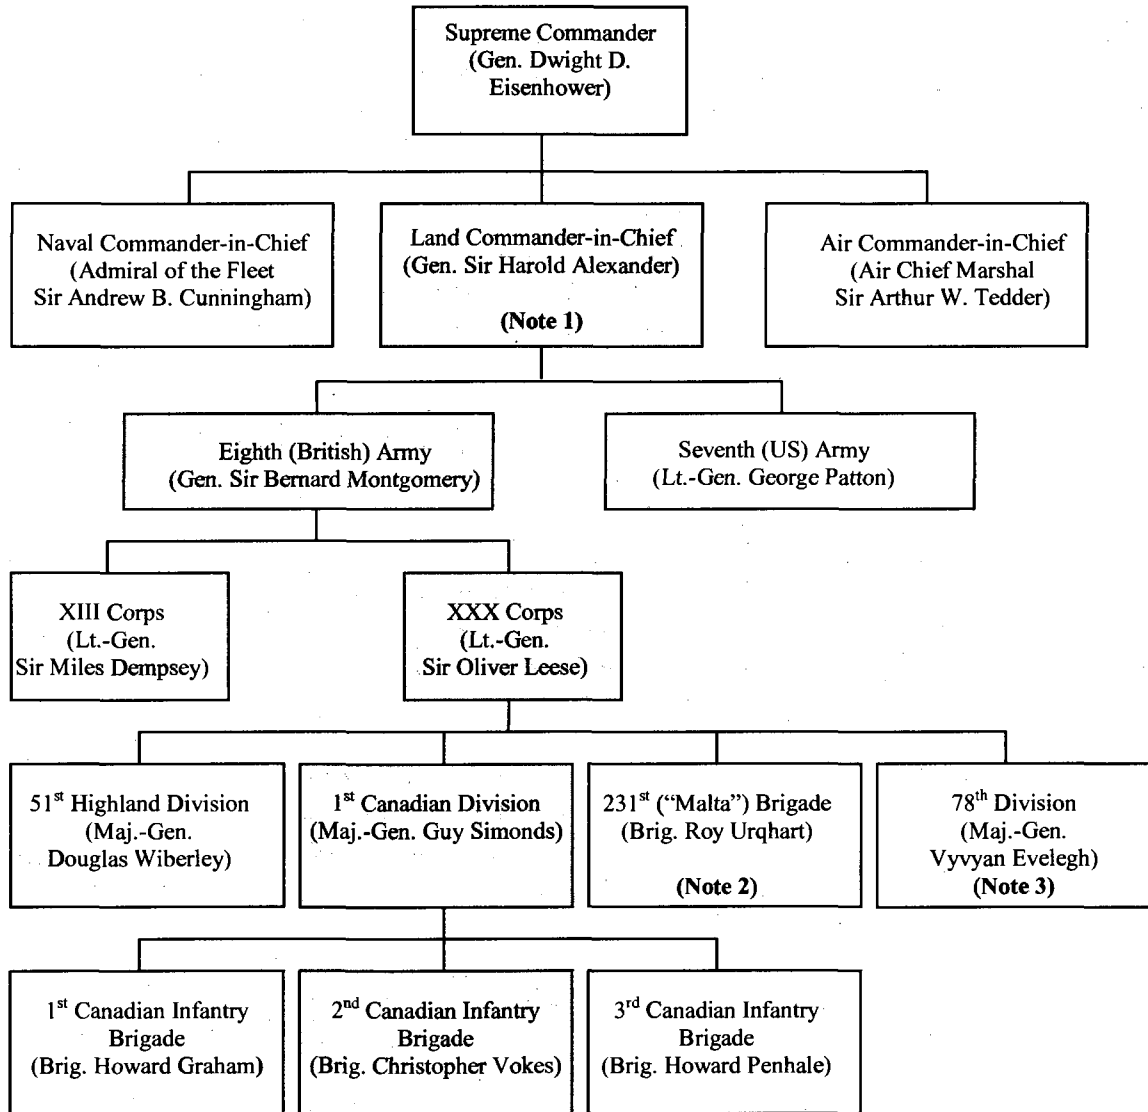 Supreme Commander
(Gen. Dwight D.
Eisenhower)
Naval Commander-in-Chief
(Admiral of the Fleet
Sir Andrew B. Cunningham)
Land Commander-in-Chief
(Gen. Sir Harold Alexander)
(Note 1)
Air Commander-in-Chief
(Air Chief Marshal
Sir Arthur W. Tedder)
Eighth (British) Army
(Gen. Sir Bernard Montgomery)
Seventh (US) Army
(Lt.-Gen. George Patton)
XIII Corps
(Lt.-Gen.
Sir Miles Dempsey)
XXX Corps
(Lt.-Gen.
Sir Oliver Leese)
51st Highland Division
(Maj.-Gen.
Douglas Wiberley)
1st Canadian Division
(Maj.-Gen. Guy Simonds)
231st (“Malta”) Brigade
(Brig. Roy Urqhart)
(Note 2)
78th Division
(Maj.-Gen.
Vyvyan Evelegh)
(Note 3)
1st Canadian Infantry
Brigade
(Brig. Howard Graham)
2nd Canadian Infantry
Brigade
(Brig. Christopher Vokes)
3rd Canadian Infantry
Brigade
(Brig. Howard Penhale)